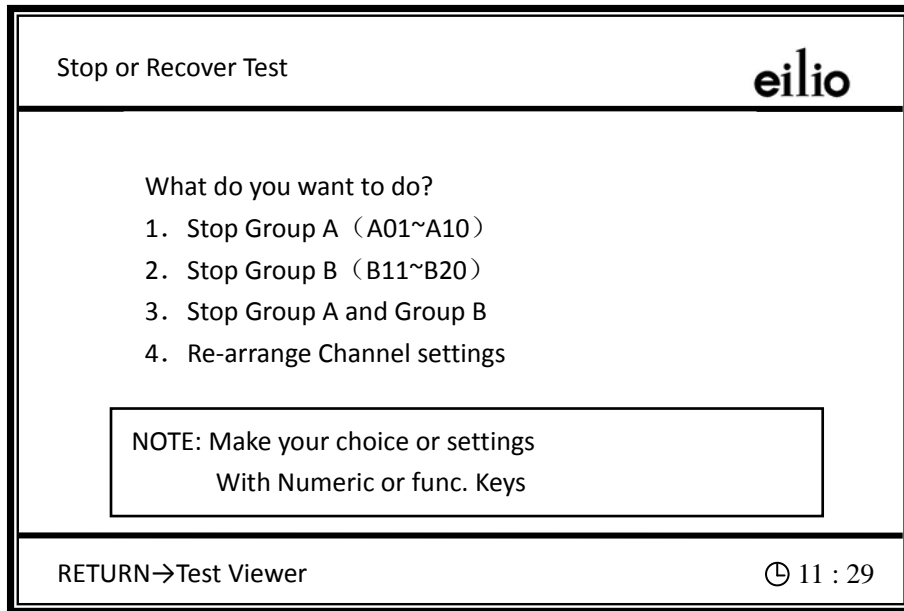 Stop or Recover Test
eilio
What do you want to do?
1. Stop Group A（A01~A10）
2. Stop Group B（B11~B20）
3. Stop Group A and Group B
4. Re-arrange Channel settings
NOTE: Make your choice or settings
With Numeric or func. Keys
RETURN→Test Viewer
11 : 29